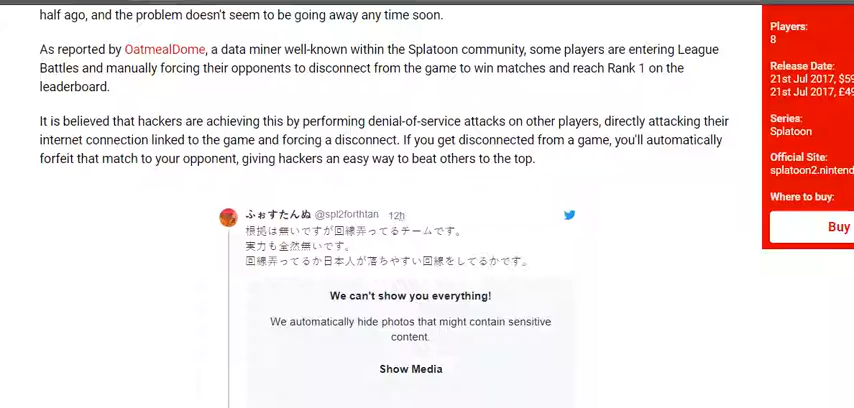 half ago, and the problem doesn't seem to be going away any time soon.
As reported by OatmealDome, a data miner well-known within the Splatoon community, some players are entering League
Battles and manually forcing their opponents to disconnect from the game to win matches and reach Rank 1 on the
leaderboard.
It is believed that hackers are achieving this by performing denial-of-service attacks on other players, directly attacking their
internet connection linked to the game and forcing a disconnect. If you get disconnected from a game, you'll automatically
forfeit that match to your opponent, giving hackers an easy way to beat others to the top.
ふぉすたんぬ @spl2forthtan 12h
根拠は無いですが回線弄ってるチームです。
実力も全然無いです。
回線弄ってるか日本人が落ちやすい回線をしてるかです。
We can't show you everything!
We automatically hide photos that might contain sensitive
content.
Show Media
Players:
8
Release Date:
21st Jul 2017, $59
21st Jul 2017, £49
Series:
Splatoon
Official Site:
splatoon2.nintend
Where to buy:
Buy